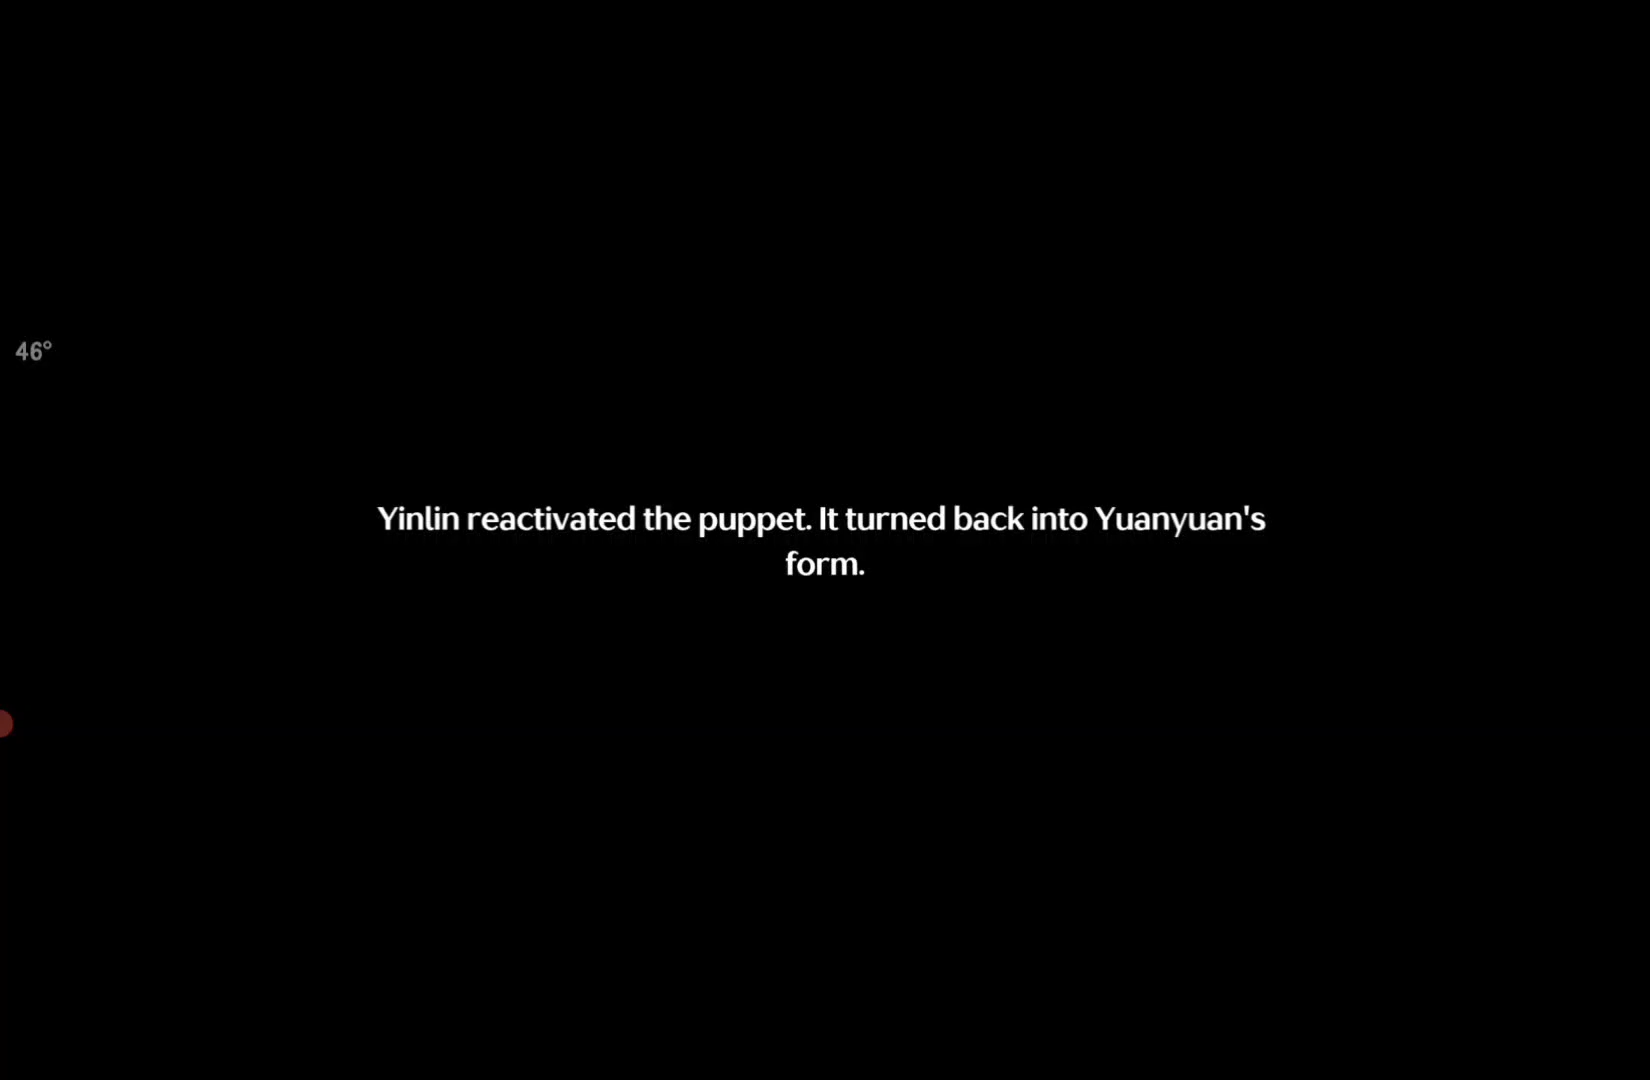 46°
Yinlin reactivated the puppet. It turned back into Yuanyuan's
form.